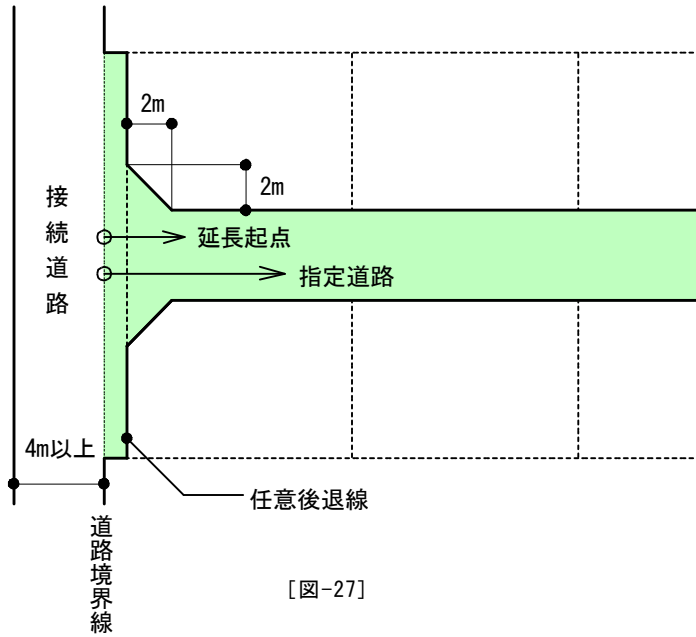 2m
2m
接続道路
延長起点
指定道路
4m以上
任意後退線
道路境界線
[図-27]